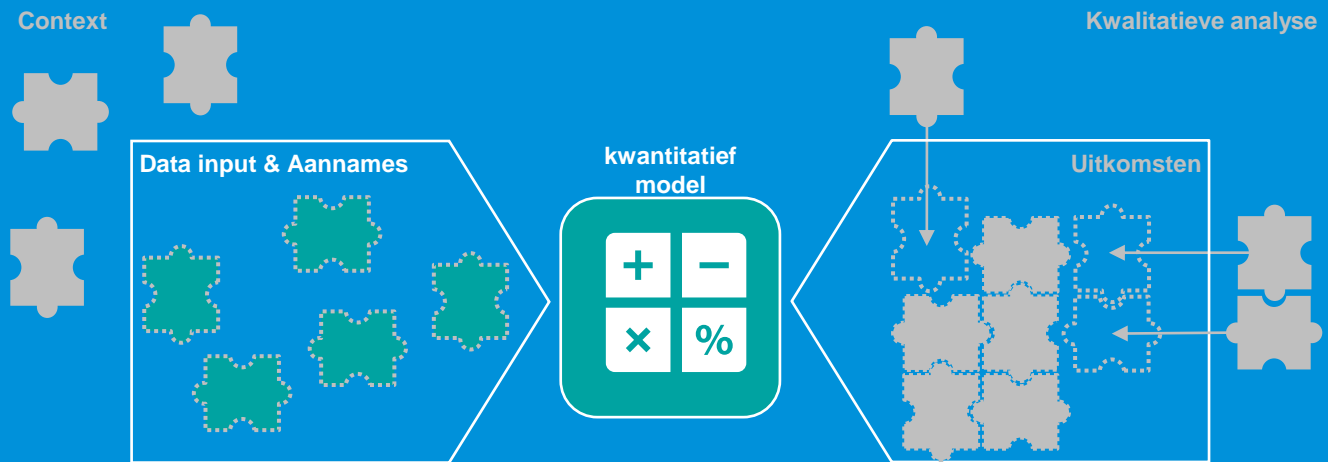 Context
Kwalitatieve analyse
Data input & Aannames
kwantitatief
model
Uitkomsten
+ −
× %